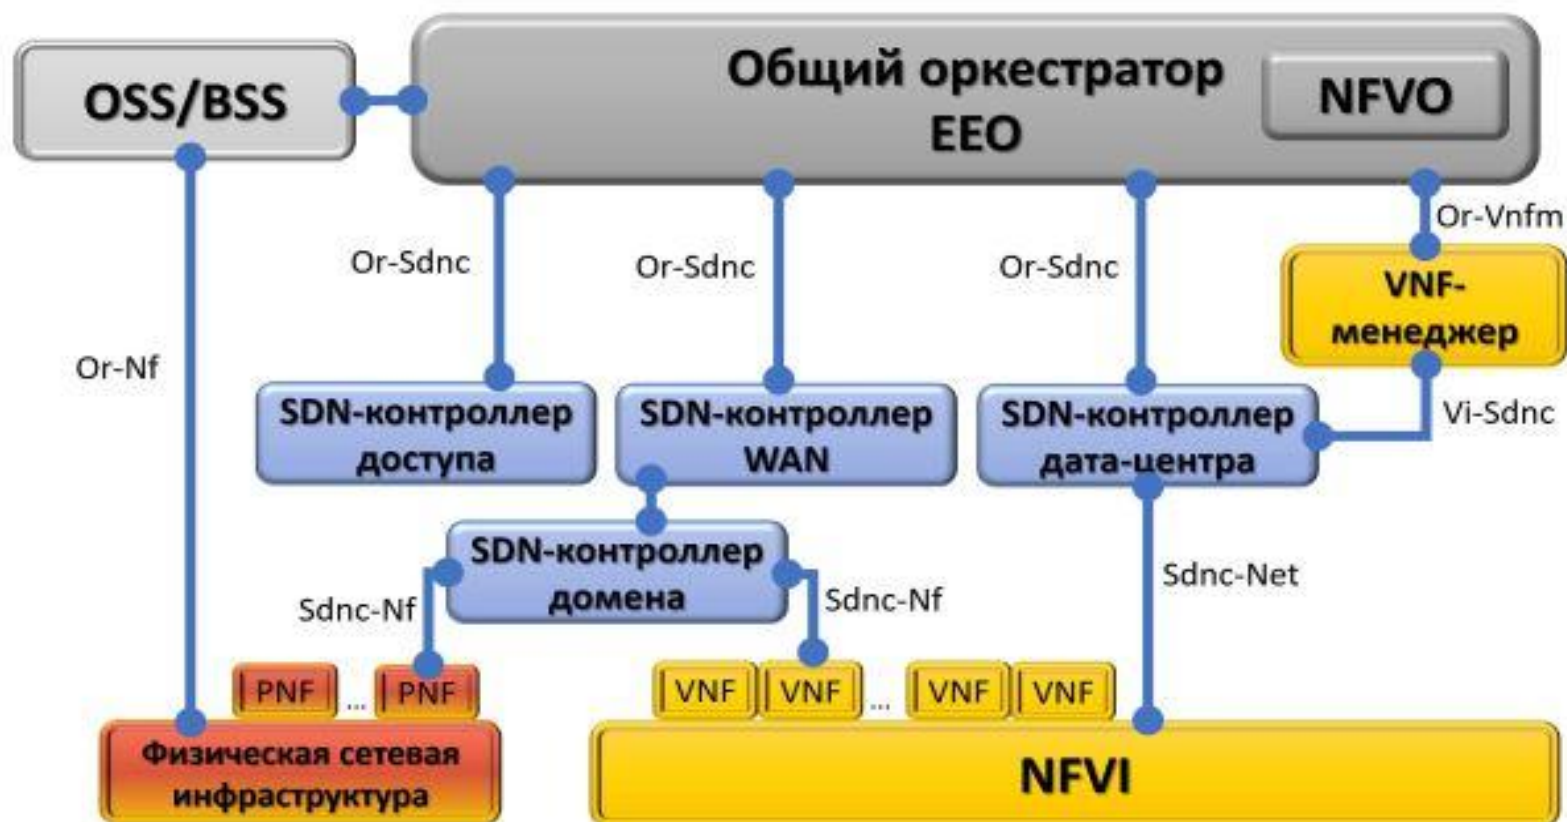 OSS/BSS
Общий оркестратор
EEO
NFVO
Or-Vnfm
Or-Sdnc
Or-Sdnc
Or-Sdnc
VNF-
менеджер
Or-Nf
SDN-контроллер
доступа
SDN-контроллер
WAN
SDN-контроллер
дата-центра
Vi-Sdnc
SDN-контроллер
домена
Sdnc-Nf
Sdnc-Nf
Sdnc-Net
PNF ... PNF
VNF VNF ... VNF VNF
Физическая сетевая
инфраструктура
NFVI